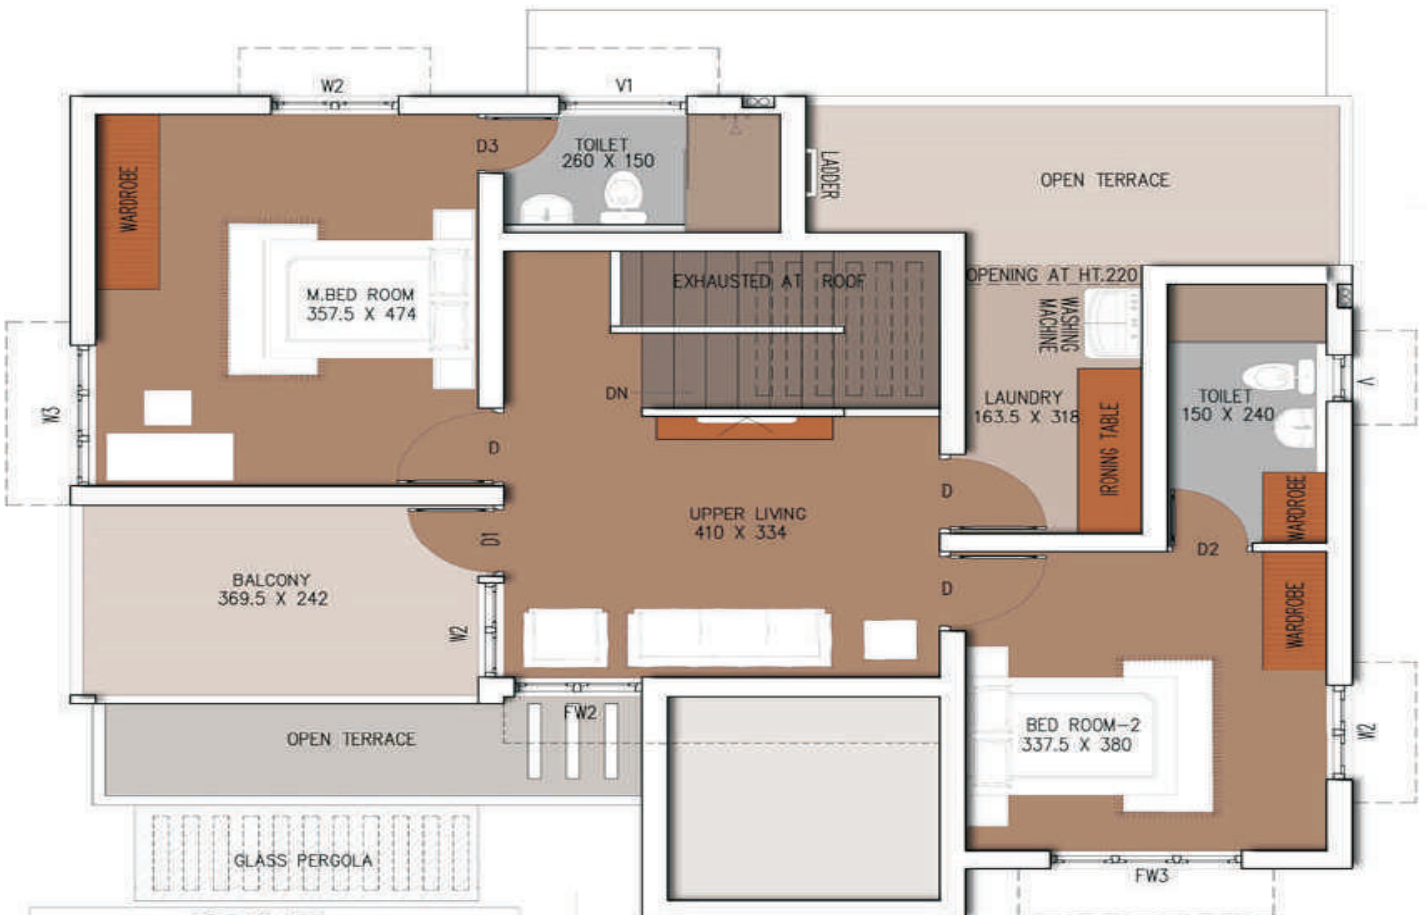 W2
V1
D3
TOILET
260 X 150
WARDROBE
LADDER
OPEN TERRACE
M.BED ROOM
357.5 X 474
EXHAUSTED AT ROOF
OPENING AT HT.220
WASHING
MACHINE
W3
DN
LAUNDRY
163.5 X 318
IRONING TABLE
TOILET
150 X 240
V
D
D
WARDROBE
UPPER LIVING
410 X 334
D1
D2
BALCONY
369.5 X 242
W2
D
WARDROBE
FW2
OPEN TERRACE
BED ROOM-2
337.5 X 380
W2
GLASS PERGOLA
FW3